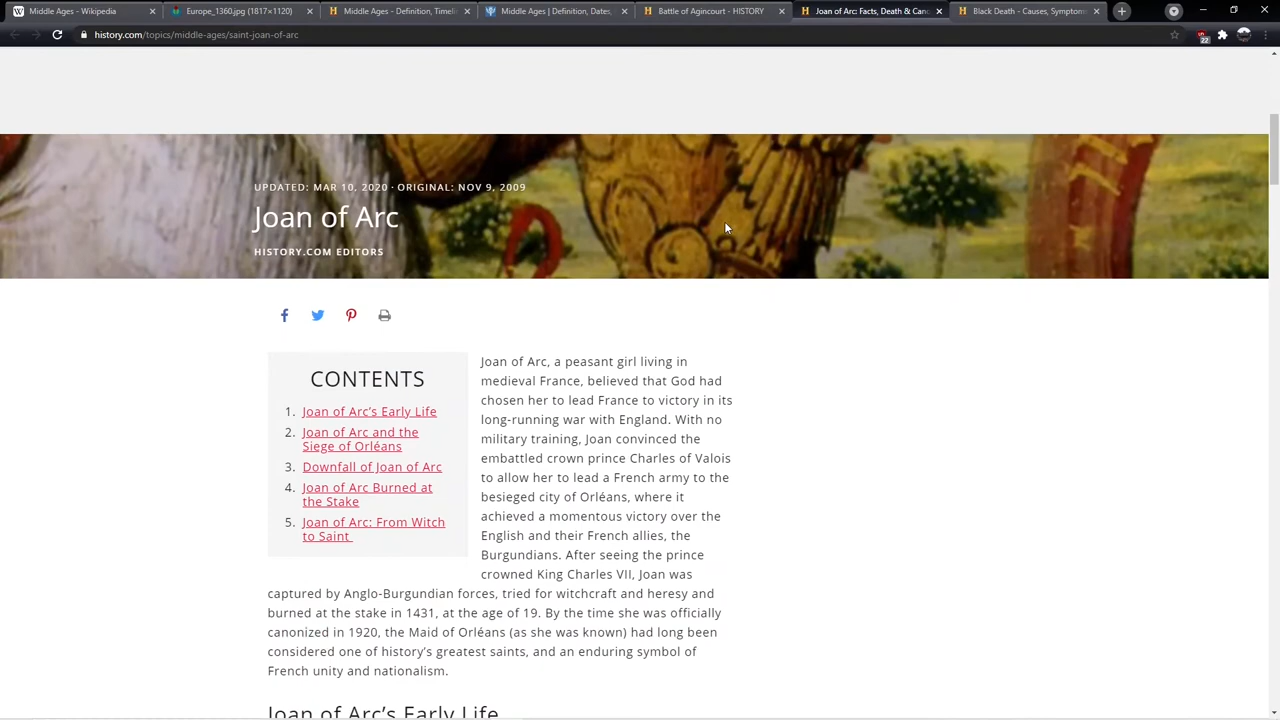 Middle Ages - Wikipedia
Europe_1360.jpg (1817×1120)
Middle Ages - Definition, Timeli
Middle Ages | Definition, Dates,
Battle of Agincourt - HISTORY
Joan of Arc: Facts, Death & Cano
Black Death - Causes, Symptom
history.com/topics/middle-ages/saint-joan-of-arc
22
UPDATED: MAR 10, 2020 · ORIGINAL: NOV 9, 2009
Joan of Arc
HISTORY.COM EDITORS
CONTENTS
1. Joan of Arc's Early Life
2. Joan of Arc and the
Siege of Orléans
3. Downfall of Joan of Arc
4. Joan of Arc Burned at
the Stake
5. Joan of Arc: From Witch
to Saint
Joan of Arc, a peasant girl living in
medieval France, believed that God had
chosen her to lead France to victory in its
long-running war with England. With no
military training, Joan convinced the
embattled crown prince Charles of Valois
to allow her to lead a French army to the
besieged city of Orléans, where it
achieved a momentous victory over the
English and their French allies, the
Burgundians. After seeing the prince
crowned King Charles VII, Joan was
captured by Anglo-Burgundian forces, tried for witchcraft and heresy and
burned at the stake in 1431, at the age of 19. By the time she was officially
canonized in 1920, the Maid of Orléans (as she was known) had long been
considered one of history's greatest saints, and an enduring symbol of
French unity and nationalism.
Joan of Arc's Early Life